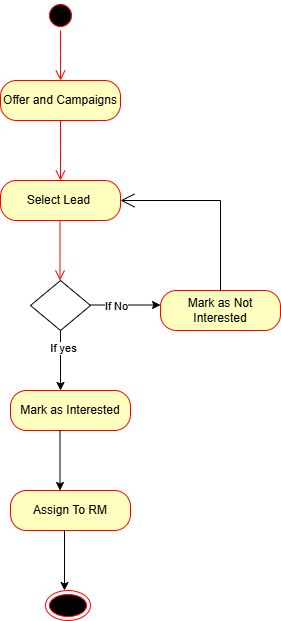 Offer and Campaigns
Select Lead
If No
Mark as Not
Interested
If yes
Mark as Interested
Assign To RM